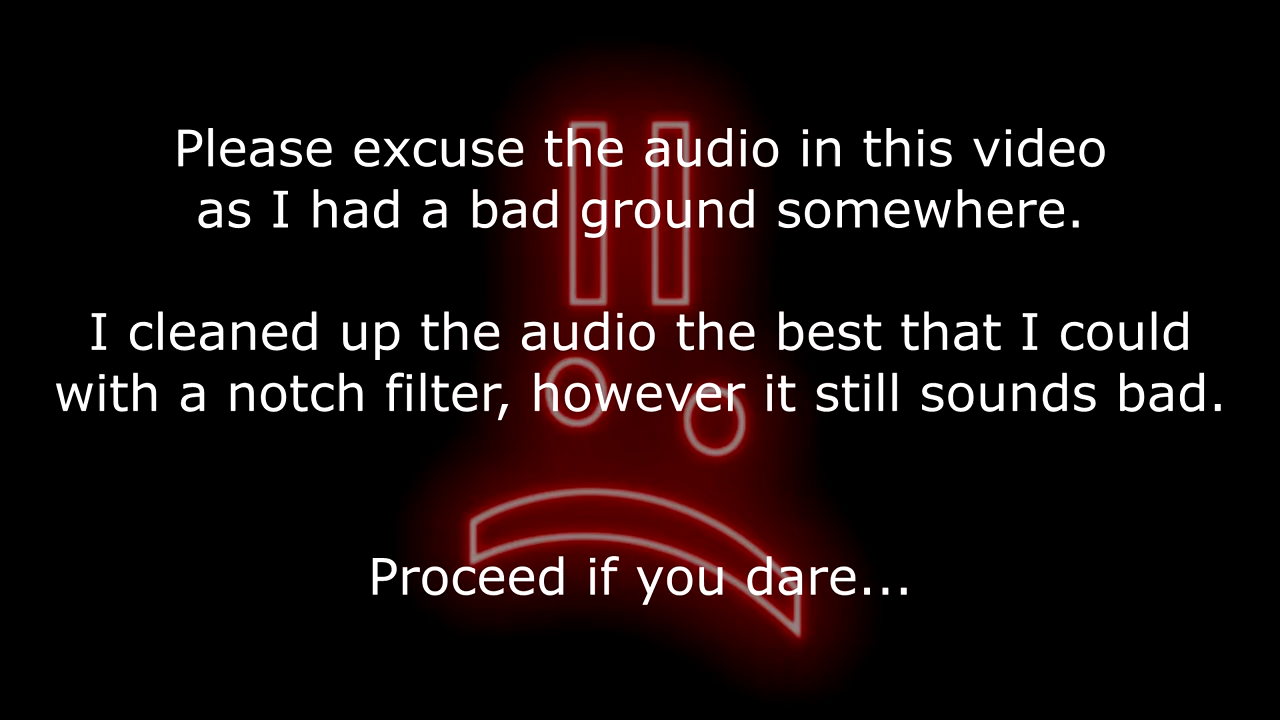 Please excuse the audio in this video
as I had a bad ground somewhere.
I cleaned up the audio the best that I could
with a notch filter, however it still sounds bad.
Proceed if you dare...